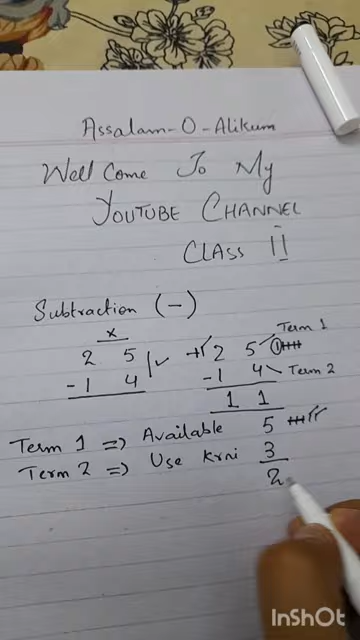 Assalam-O-Alikum
Well Come To My
YOUTUBE CHANNEL
CLASS II
Subtraction (-)
x
2 5
-1 4
Term 1
2 5 1
-1 4 Term 2
1 1
Term 1 => Available 5
Term 2 => Use krni 3
2
InShOt